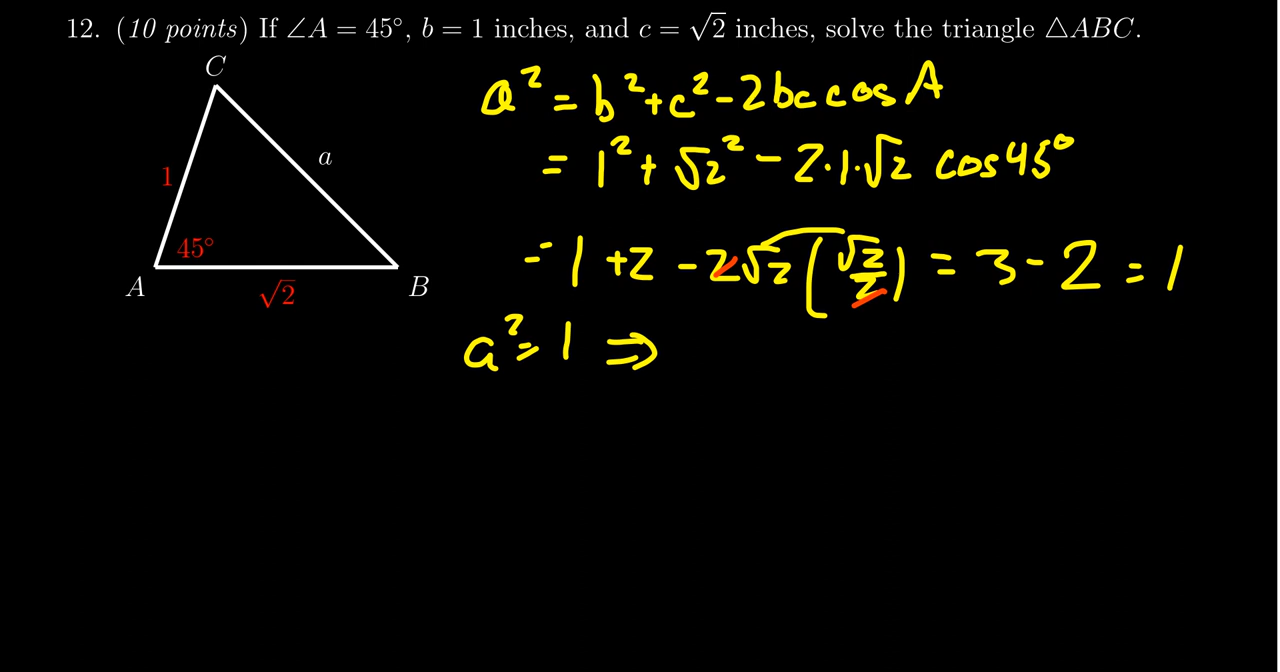 12. (10 points) If ∠A = 45°, b = 1 inches, and c = √2 inches, solve the triangle △ABC.
C
a
1
45°
A
√2
B
a² = b² + c² - 2bc cos A
= 1² + √2² - 2·1·√2 cos 45°
= 1 + 2 - 2√2 (√2/2) = 3 - 2 = 1
a² = 1 ⇒